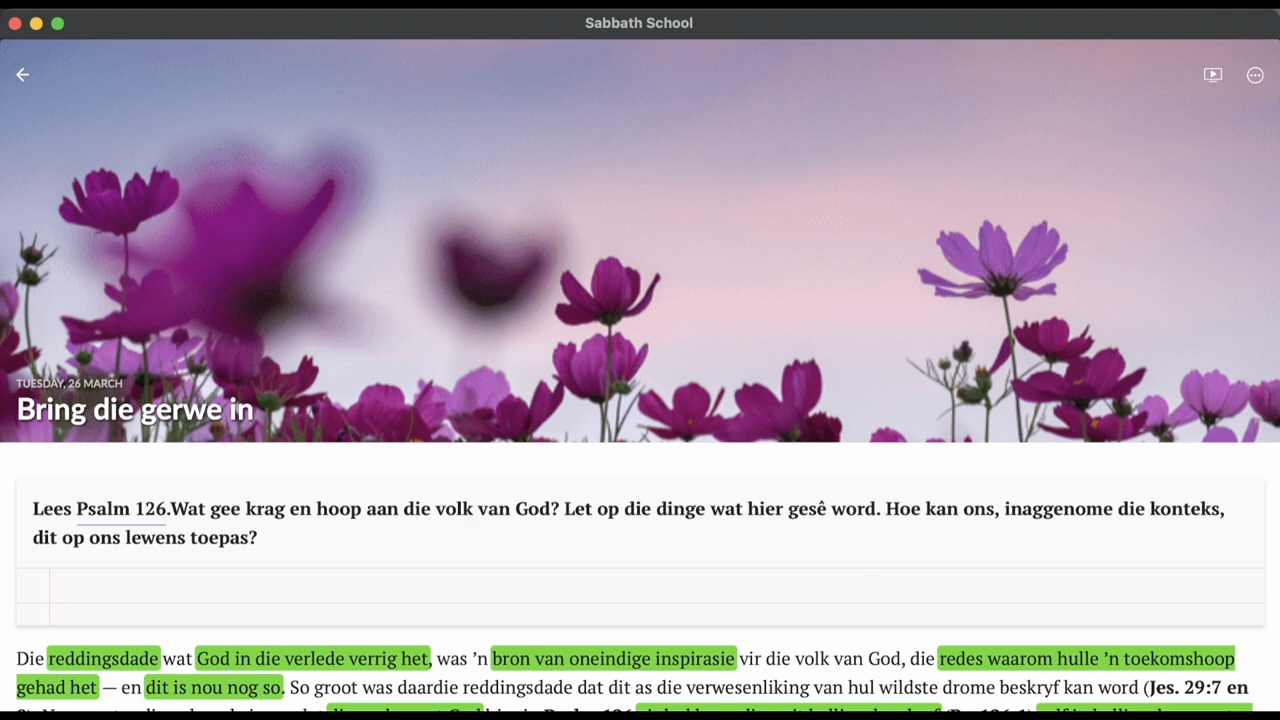 Sabbath School
TUESDAY, 26 MARCH
Bring die gerwe in
Lees Psalm 126.Wat gee krag en hoop aan die volk van God? Let op die dinge wat hier gesê word. Hoe kan ons, inaggenome die konteks,
dit op ons lewens toepas?
Die reddingsdade wat God in die verlede verrig het, was ’n bron van oneindige inspirasie vir die volk van God, die redes waarom hulle ’n toekomshoop
gehad het — en dit is nou nog so. So groot was daardie reddingsdade dat dit as die verwesenliking van hul wildste drome beskryf kan word (Jes. 29:7 en